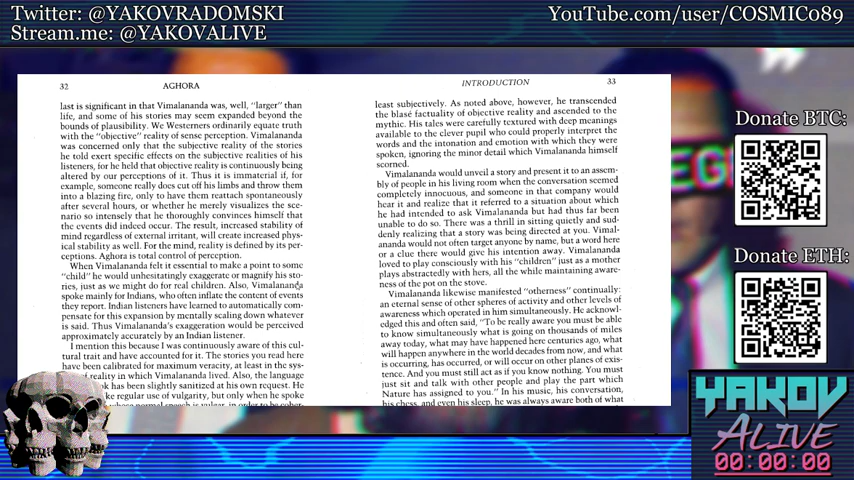 Twitter: @YAKOVRADOMSKI
Stream.me: @YAKOVALIVE
YouTube.com/user/COSMIC089
32 AGHORA
last is significant in that Vimalananda was, well, "larger" than
life, and some of his stories may seem expanded beyond the
bounds of plausibility. We Westerners ordinarily equate truth
with the "objective" reality of sense perception. Vimalananda
was concerned only that the subjective reality of the stories
he told exert specific effects on the subjective realities of his
listeners, for he held that objective reality is continuously being
altered by our perceptions of it. Thus it is immaterial if, for
example, someone really does cut off his limbs and throw them
into a blazing fire, only to have them reattach spontaneously
after several hours, or whether he merely visualizes the sce-
nario so intensely that he thoroughly convinces himself that
the events did indeed occur. The result, increased stability of
mind regardless of external irritant, will create increased phys-
ical stability as well. For the mind, reality is defined by its per-
ceptions. Aghora is total control of perception.
When Vimalananda felt it essential to make a point to some
"child" he would unhesitatingly exaggerate or magnify his sto-
ries, just as we might do for real children. Also, Vimalananda
spoke mainly for Indians, who often inflate the content of events
they report. Indian listeners have learned to automatically com-
pensate for this expansion by mentally scaling down whatever
is said. Thus Vimalananda's exaggeration would be perceived
approximately accurately by an Indian listener.
I mention this because I was continually aware of this cul-
tural trait and have accounted for it. The stories you read here
have been calibrated for maximum veracity, at least in the sys-
of reality in which Vimalananda lived. Also, the language
has been slightly sanitized at his own request. He
regular use of vulgarity, but only when he spoke
whose normal speech is vulgar, in order to be
INTRODUCTION 33
least subjectively. As noted above, however, he transcended
the blasé factuality of objective reality and ascended to the
mythic. His tales were carefully textured with deep meanings
available to the clever pupil who could properly interpret the
words and the intonation and emotion with which they were
spoken, ignoring the minor detail which Vimalananda himself
scorned.
Vimalananda would unveil a story and present it to an assem-
bly of people in his living room when the conversation seemed
completely innocuous, and someone in that company would
hear it and realize that it referred to a situation about which
he had intended to ask Vimalananda but had thus far been
unable to do so. There was a thrill in sitting quietly and sud-
denly realizing that a story was being directed at you. Vimal-
ananda would not often target anyone by name, but a word here
or a clue there would give his intention away. Vimalananda
loved to play consciously with his "children" just as a mother
plays abstractedly with hers, all the while maintaining aware-
ness of the pot on the stove.
Vimalananda likewise manifested "otherness" continually:
an eternal sense of other spheres of activity and other levels of
awareness which operated in him simultaneously. He acknowl-
edged this and often said, "To be really aware you must be able
to know simultaneously what is going on thousands of miles
away today, what may have happened here centuries ago, what
will happen anywhere in the world decades from now, and what
is occurring, has occurred, or will occur on other planes of exis-
tence. And you must still act as if you know nothing. You must
just sit and talk with other people and play the part which
Nature has assigned to you." In his music, his conversation,
his chess, and even his sleep, he was always aware both of what
Donate BTC:
Donate ETH:
YAKOV
ALIVE
00:00:00